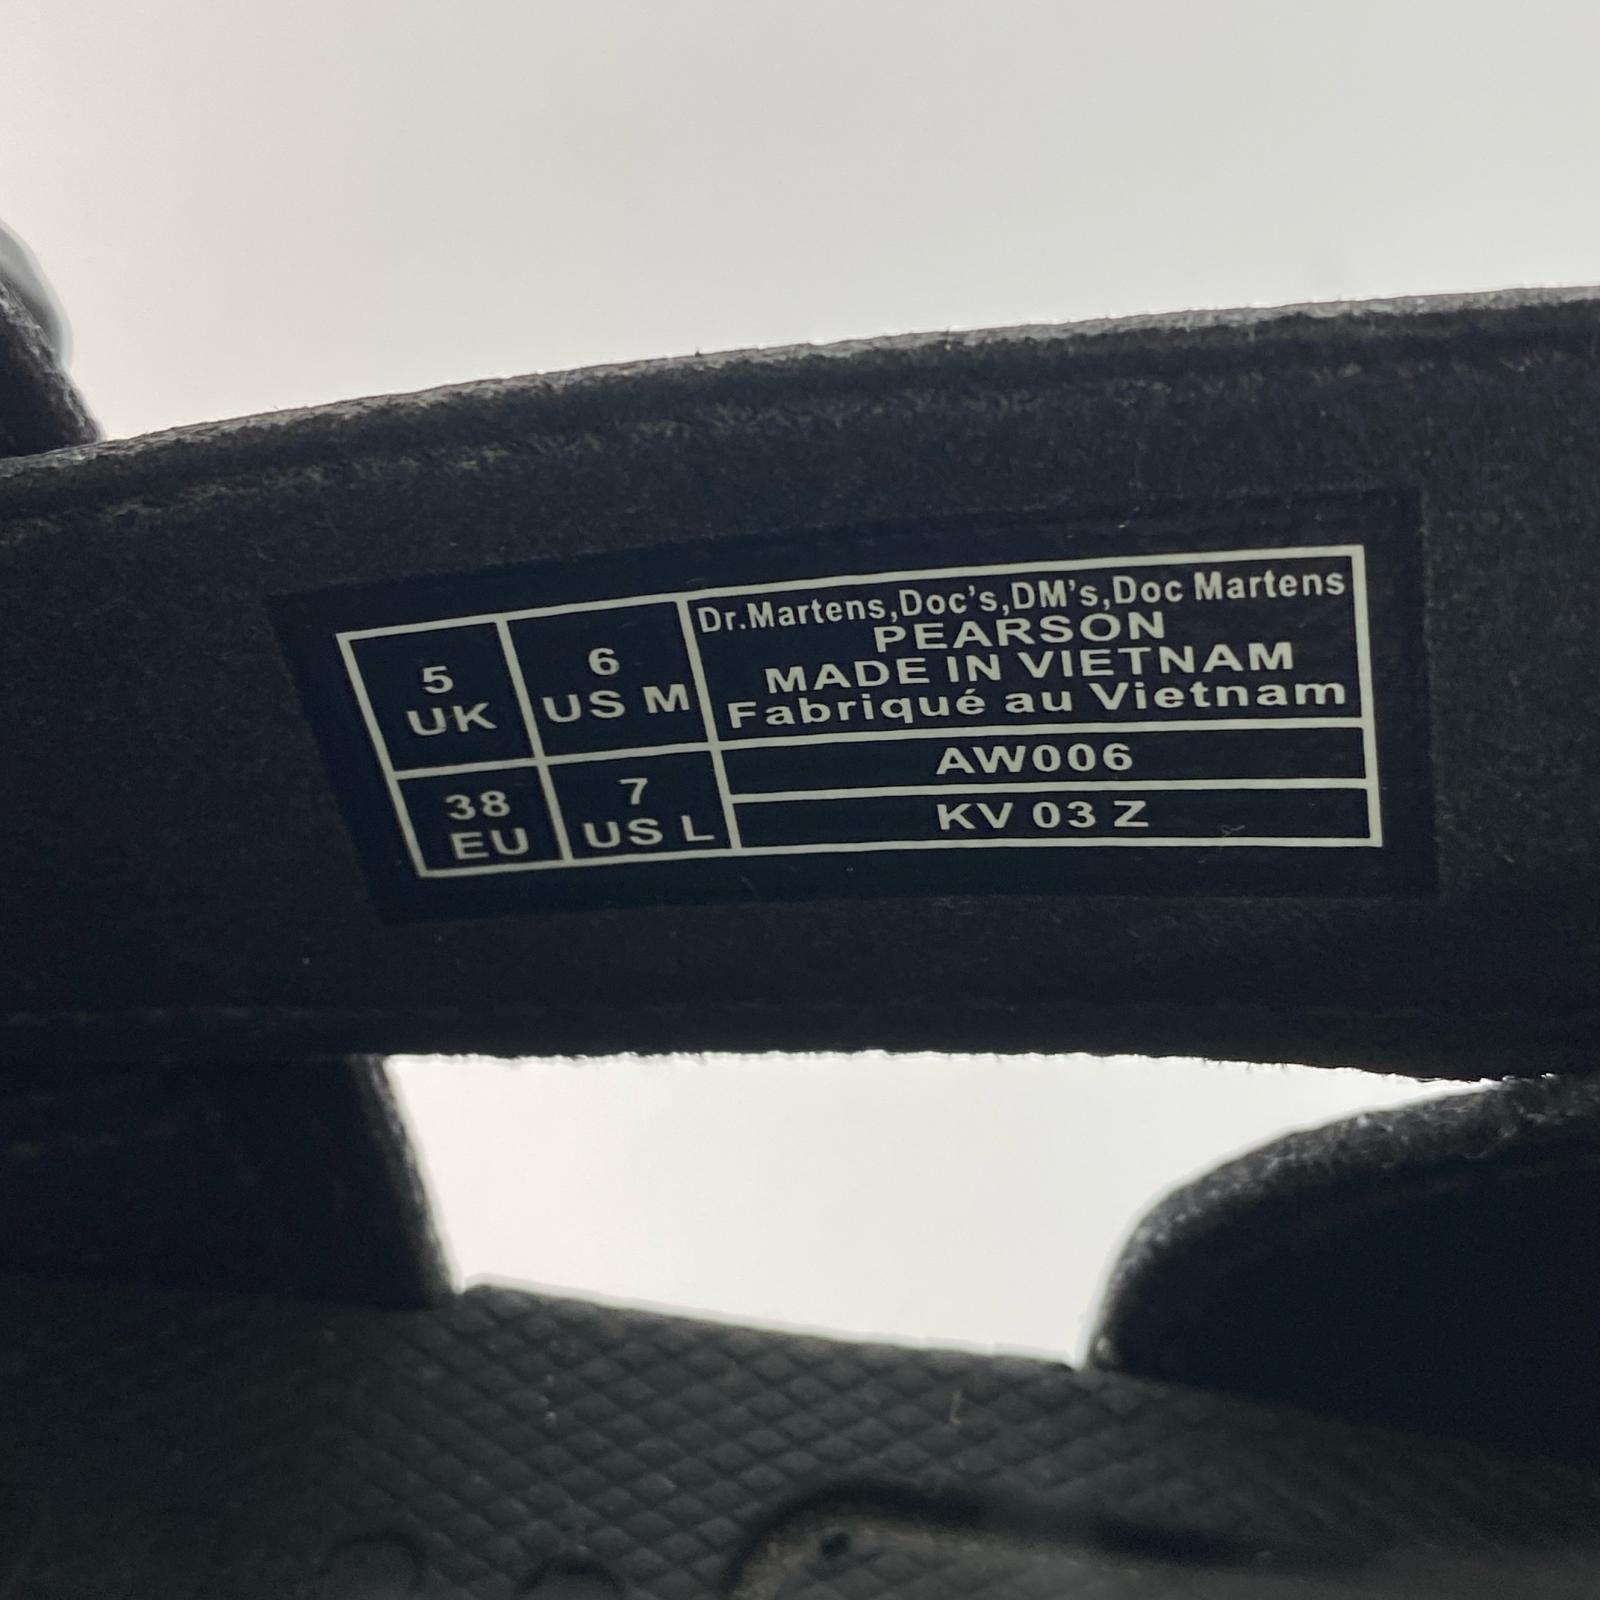 5
UK
6
US M
38
EU
7
US L
Dr.Martens,Doc's,DM's,Doc Martens
PEARSON
MADE IN VIETNAM
Fabriqué au Vietnam
AW006
KV 03 Z